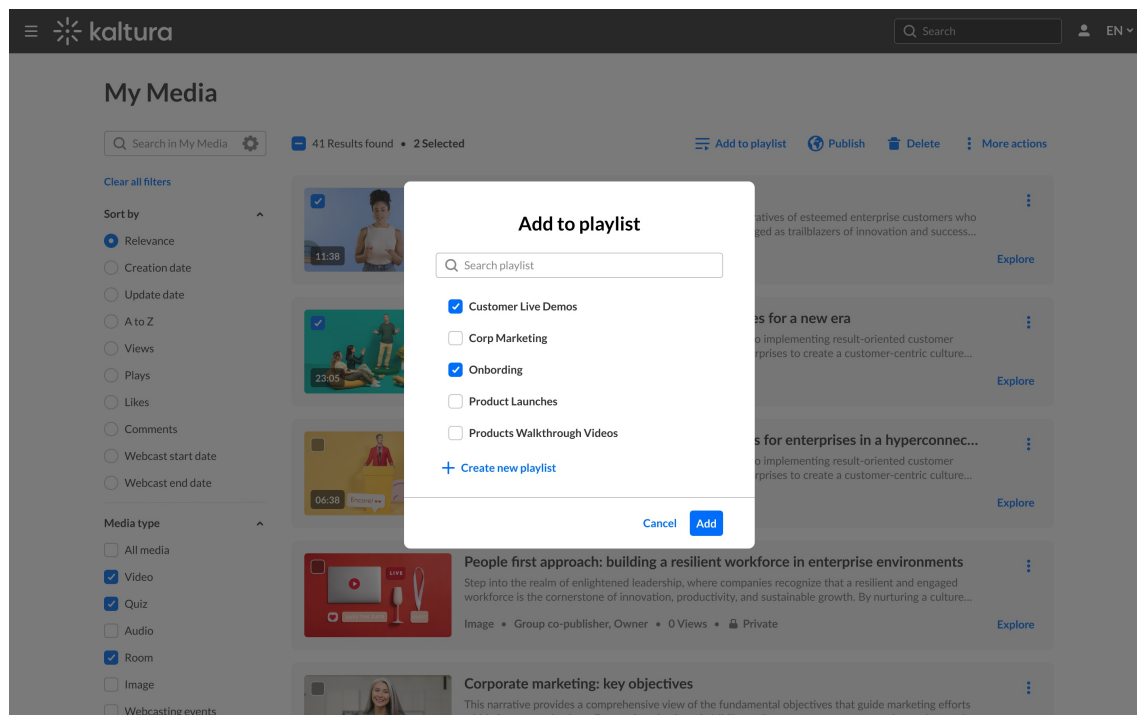 kaltura
Search
EN
My Media
Search in My Media
41 Results found • 2 Selected
Add to playlist
Publish
Delete
More actions
Clear all filters
Sort by
Relevance
Creation date
Update date
A to Z
Views
Plays
Likes
Comments
Webcast start date
Webcast end date
Media type
All media
Video
Quiz
Audio
Room
Image
Webcasting events
11:38
ratives of esteemed enterprise customers who
ged as trailblazers of innovation and success...
Explore
23:05
es for a new era
o implementing result-oriented customer
rprises to create a customer-centric culture...
Explore
06:38
s for enterprises in a hyperconnec...
o implementing result-oriented customer
rprises to create a customer-centric culture...
Explore
Add to playlist
Search playlist
Customer Live Demos
Corp Marketing
Onbording
Product Launches
Products Walkthrough Videos
+ Create new playlist
Cancel
Add
LIVE
People first approach: building a resilient workforce in enterprise environments
Step into the realm of enlightened leadership, where companies recognize that a resilient and engaged
workforce is the cornerstone of innovation, productivity, and sustainable growth. By nurturing a culture...
Image • Group co-publisher, Owner • 0 Views • Private
Explore
Corporate marketing: key objectives
This narrative provides a comprehensive view of the fundamental objectives that guide marketing efforts